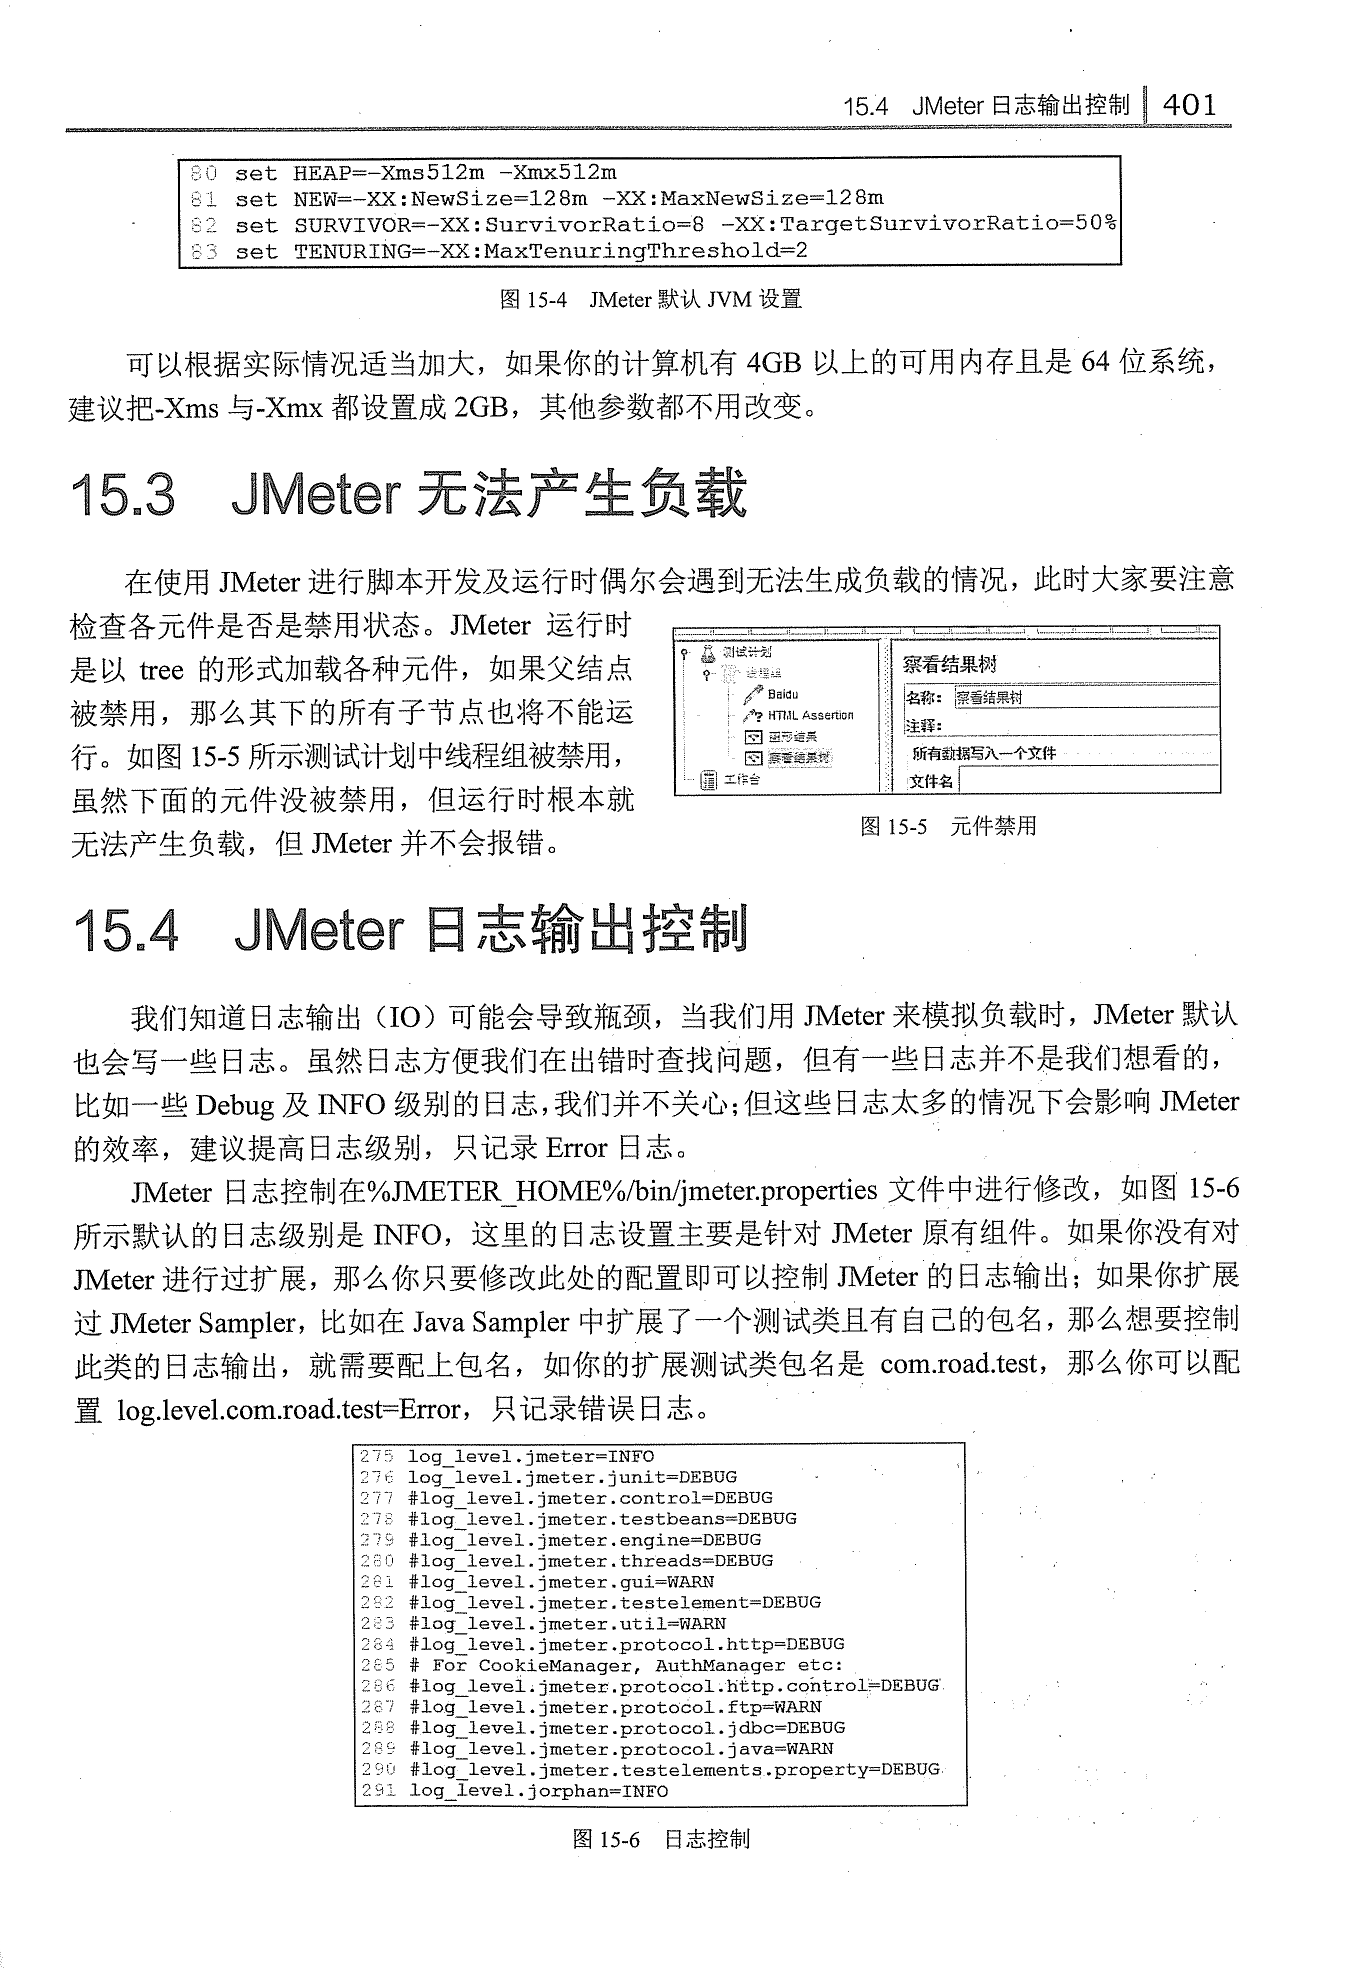 15.4 JMeter 日志输出控制 401
80 set HEAP=-Xms512m -Xmx512m
81 set NEW=-XX:NewSize=128m -XX:MaxNewSize=128m
82 set SURVIVOR=-XX:SurvivorRatio=8 -XX:TargetSurvivorRatio=50%
83 set TENURING=-XX:MaxTenuringThreshold=2
图 15-4 JMeter 默认 JVM 设置
可以根据实际情况适当加大，如果你的计算机有 4GB 以上的可用内存且是 64 位系统，
建议把-Xms 与-Xmx 都设置成 2GB，其他参数都不用改变。
15.3 JMeter 无法产生负载
在使用 JMeter 进行脚本开发及运行时偶尔会遇到无法生成负载的情况，此时大家要注意
检查各元件是否是禁用状态。JMeter 运行时
是以 tree 的形式加载各种元件，如果父结点
被禁用，那么其下的所有子节点也将不能运
行。如图 15-5 所示测试计划中线程组被禁用，
虽然下面的元件没被禁用，但运行时根本就
无法产生负载，但 JMeter 并不会报错。
测试计划
线程组
Baidu
HTML Assertion
图形结果
察看结果树
工作台
察看结果树
名称：察看结果树
注释：
所有数据写入一个文件
文件名
图 15-5 元件禁用
15.4 JMeter 日志输出控制
我们知道日志输出（IO）可能会导致瓶颈，当我们用 JMeter 来模拟负载时，JMeter 默认
也会写一些日志。虽然日志方便我们在出错时查找问题，但有一些日志并不是我们想看的，
比如一些 Debug 及 INFO 级别的日志，我们并不关心；但这些日志太多的情况下会影响 JMeter
的效率，建议提高日志级别，只记录 Error 日志。
JMeter 日志控制在%JMETER_HOME%/bin/jmeter.properties 文件中进行修改，如图 15-6
所示默认的日志级别是 INFO，这里的日志设置主要是针对 JMeter 原有组件。如果你没有对
JMeter 进行过扩展，那么你只要修改此处的配置即可以控制 JMeter 的日志输出；如果你扩展
过 JMeter Sampler，比如在 Java Sampler 中扩展了一个测试类且有自己的包名，那么想要控制
此类的日志输出，就需要配上包名，如你的扩展测试类包名是 com.road.test，那么你可以配
置 log.level.com.road.test=Error，只记录错误日志。
275 log_level.jmeter=INFO
276 log_level.jmeter.junit=DEBUG
277 #log_level.jmeter.control=DEBUG
278 #log_level.jmeter.testbeans=DEBUG
279 #log_level.jmeter.engine=DEBUG
280 #log_level.jmeter.threads=DEBUG
281 #log_level.jmeter.gui=WARN
282 #log_level.jmeter.testelement=DEBUG
283 #log_level.jmeter.util=WARN
284 #log_level.jmeter.protocol.http=DEBUG
285 # For CookieManager, AuthManager etc:
286 #log_level.jmeter.protocol.http.control=DEBUG
287 #log_level.jmeter.protocol.ftp=WARN
288 #log_level.jmeter.protocol.jdbc=DEBUG
289 #log_level.jmeter.protocol.java=WARN
290 #log_level.jmeter.testelements.property=DEBUG
291 log_level.jorphan=INFO
图 15-6 日志控制